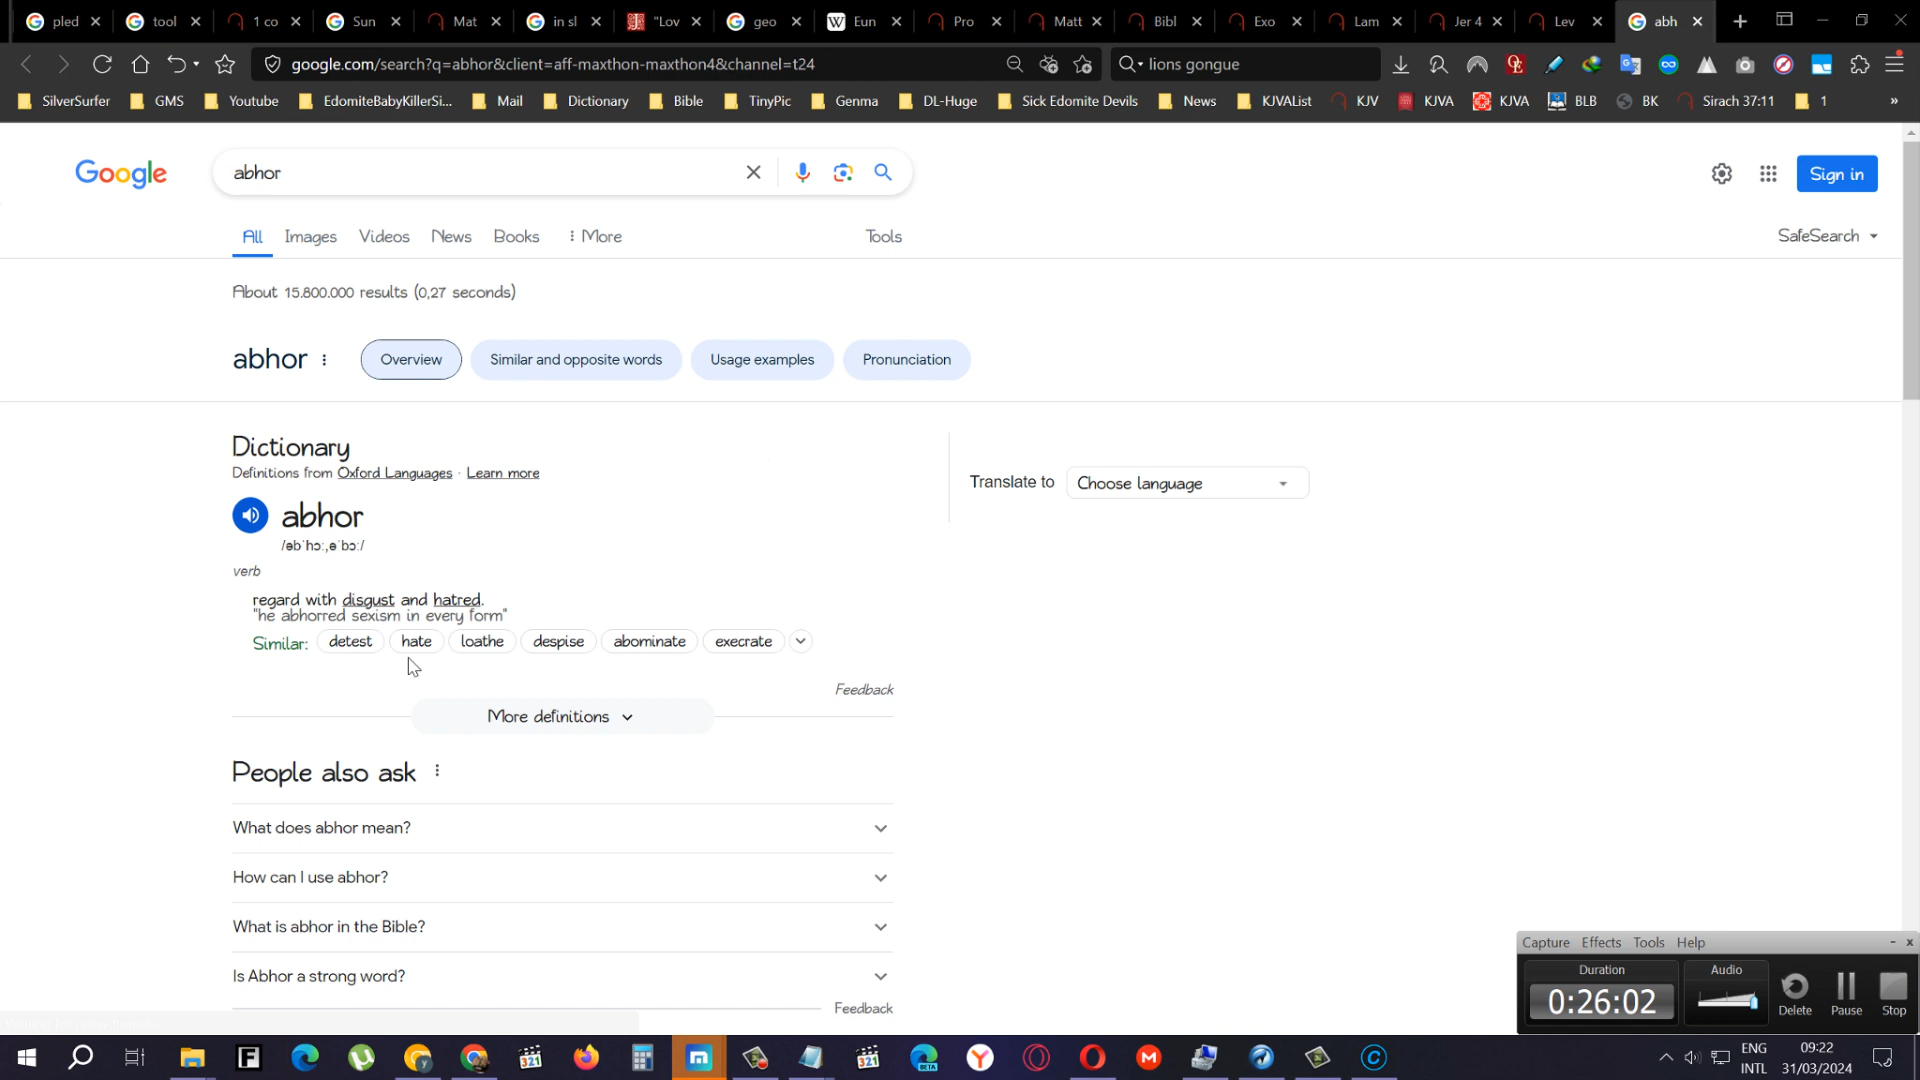 pled
tool
1 co
Sun
Mat
in sl
"Lov
geo
Eun
Pro
Matt
Bibl
Exo
Lam
Jer 4
Lev
abh
google.com/search?q=abhor&client=aff-maxthon-maxthon4&channel=t24
lions gongue
SilverSurfer
GMS
Youtube
EdomiteBabyKillerSi...
Mail
Dictionary
Bible
TinyPic
Genma
DL-Huge
Sick Edomite Devils
News
KJVAList
KJV
KJVA
KJVA
BLB
BK
Sirach 37:11
1
»
Google
abhor
Sign in
All
Images
Videos
News
Books
More
Tools
SafeSearch
About 15.800.000 results (0,27 seconds)
abhor
Overview
Similar and opposite words
Usage examples
Pronunciation
Dictionary
Definitions from Oxford Languages · Learn more
abhor
/əbˈhɔː,əˈbɔː/
verb
regard with disgust and hatred.
"he abhorred sexism in every form"
Similar:
detest
hate
loathe
despise
abominate
execrate
Feedback
More definitions
Translate to
Choose language
People also ask
What does abhor mean?
How can I use abhor?
What is abhor in the Bible?
Is Abhor a strong word?
Feedback
Capture Effects Tools Help
Duration
0:26:02
Audio
Delete
Pause
Stop
ENG
INTL
09:22
31/03/2024